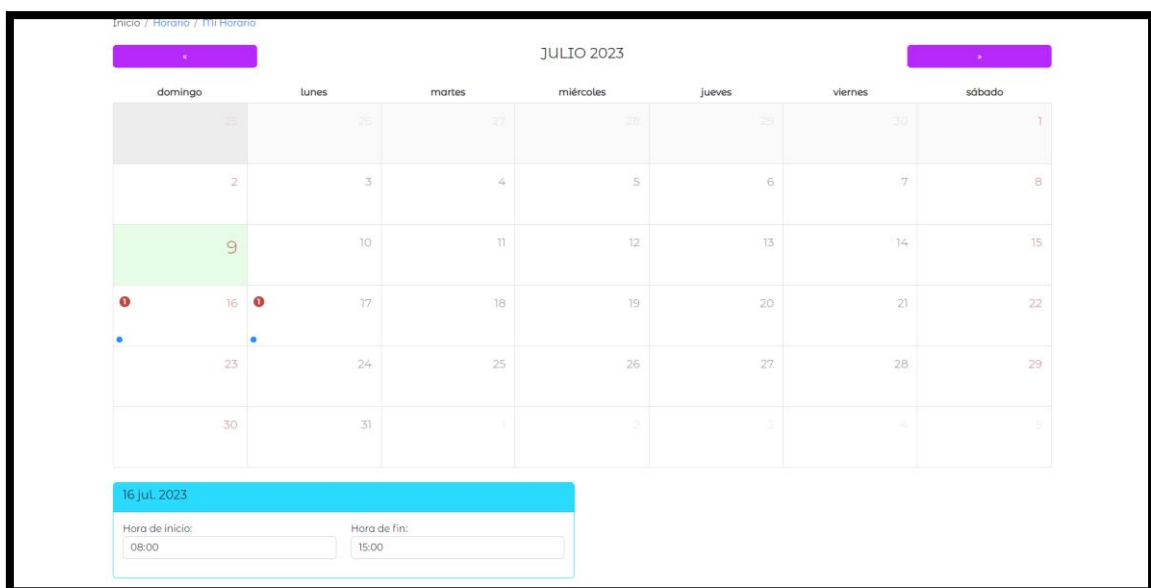 Inicio / Horario / Mi Horario
« JULIO 2023 »
domingo lunes martes miércoles jueves viernes sábado
25 26 27 28 29 30 1
2 3 4 5 6 7 8
9 10 11 12 13 14 15
1 16 1 17 18 19 20 21 22
23 24 25 26 27 28 29
30 31 1 2 3 4 5
16 jul. 2023
Hora de inicio: Hora de fin:
08:00 15:00